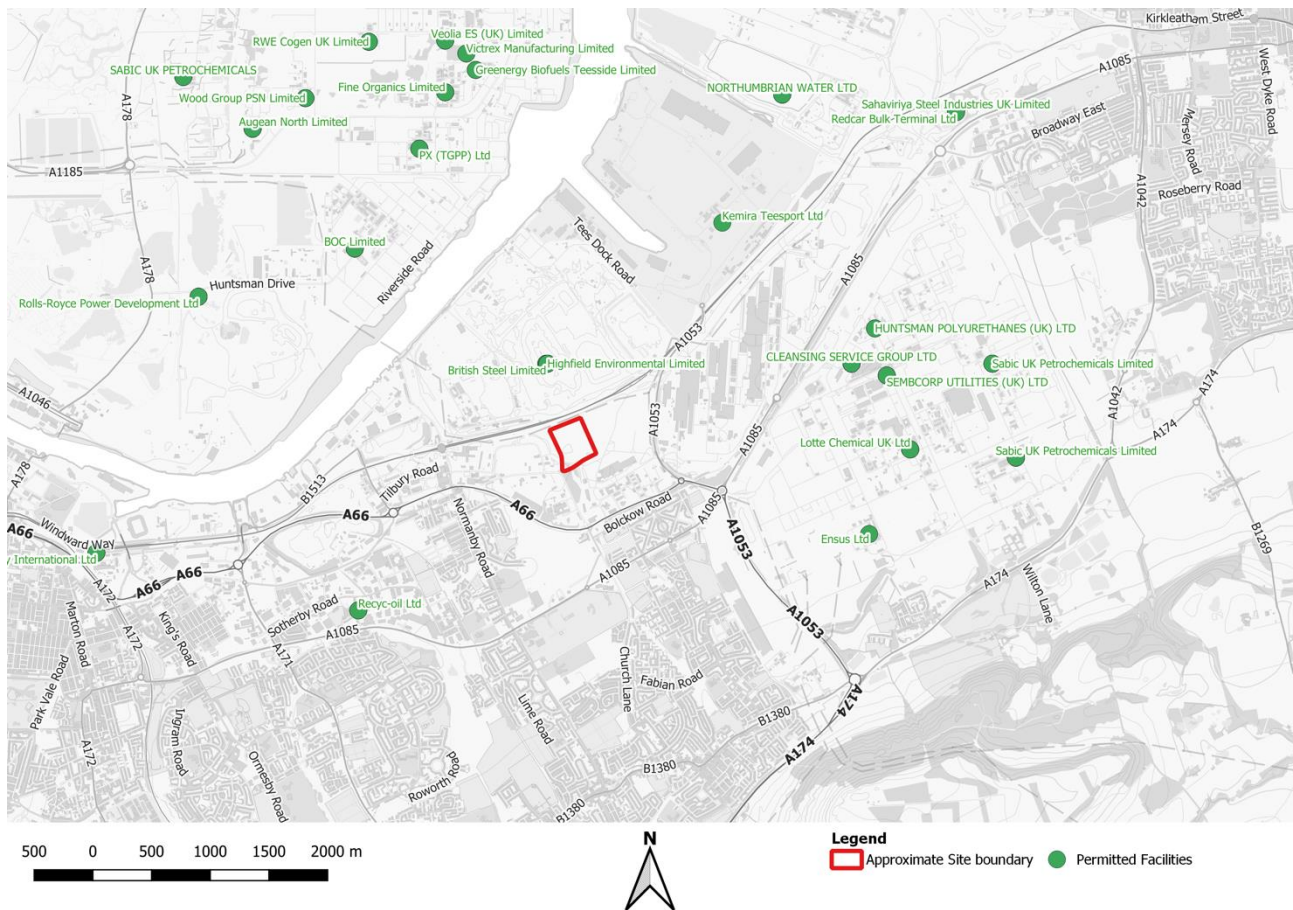 Kirkleatham Street
RWE Cogen UK Limited
Veolia ES (UK) Limited
Victrex Manufacturing Limited
Greenergy Biofuels Teesside Limited
SABIC UK PETROCHEMICALS
Wood Group PSN Limited
Fine Organics Limited
Augean North Limited
PX (TGPP) Ltd
NORTHUMBRIAN WATER LTD
Sahaviriya Steel Industries UK Limited
Redcar Bulk-Terminal Ltd
A1085
Broadway East
West Dyke Road
Mersey Road
Roseberry Road
A178
A1185
A1042
Kemira Teesport Ltd
Tees Dock Road
BOC Limited
Riverside Road
A178
Huntsman Drive
Rolls-Royce Power Development Ltd
A1085
A1053
HUNTSMAN POLYURETHANES (UK) LTD
CLEANSING SERVICE GROUP LTD
Sabic UK Petrochemicals Limited
SEMBCORP UTILITIES (UK) LTD
British Steel Limited
Highfield Environmental Limited
A1046
A1053
A1042
A174
A174
A1085
Lotte Chemical UK Ltd
Sabic UK Petrochemicals Limited
A178
B1513
Tilbury Road
A66
Normanby Road
A66
Bolckow Road
A1085
A1053
Ensus Ltd
B1269
A66
Windward Way
y International Ltd
A66
A66
A172
A1085
A174
Wilton Lane
Marton Road
A172
King's Road
Sotherby Road
Recyc-oil Ltd
A1085
A171
A1053
Park Vale Road
Church Lane
Fabian Road
Lime Road
B1380
A174
A172
Ingram Road
Ormesby Road
Roworth Road
B1380
B1380
A174
500 0 500 1000 1500 2000 m
N
Legend
Approximate Site boundary
Permitted Facilities